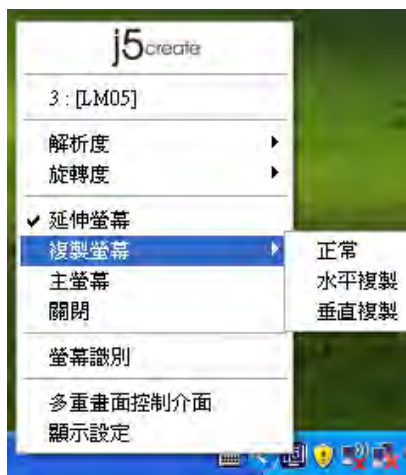 j5create
3 : [LM05]
解析度
旋轉度
延伸螢幕
複製螢幕
正常
主螢幕
水平複製
關閉
垂直複製
螢幕識別
多重畫面控制介面
顯示設定